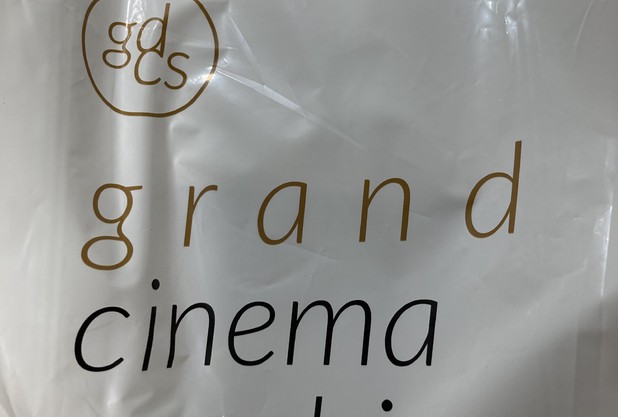 gd
cs
grand
cinema